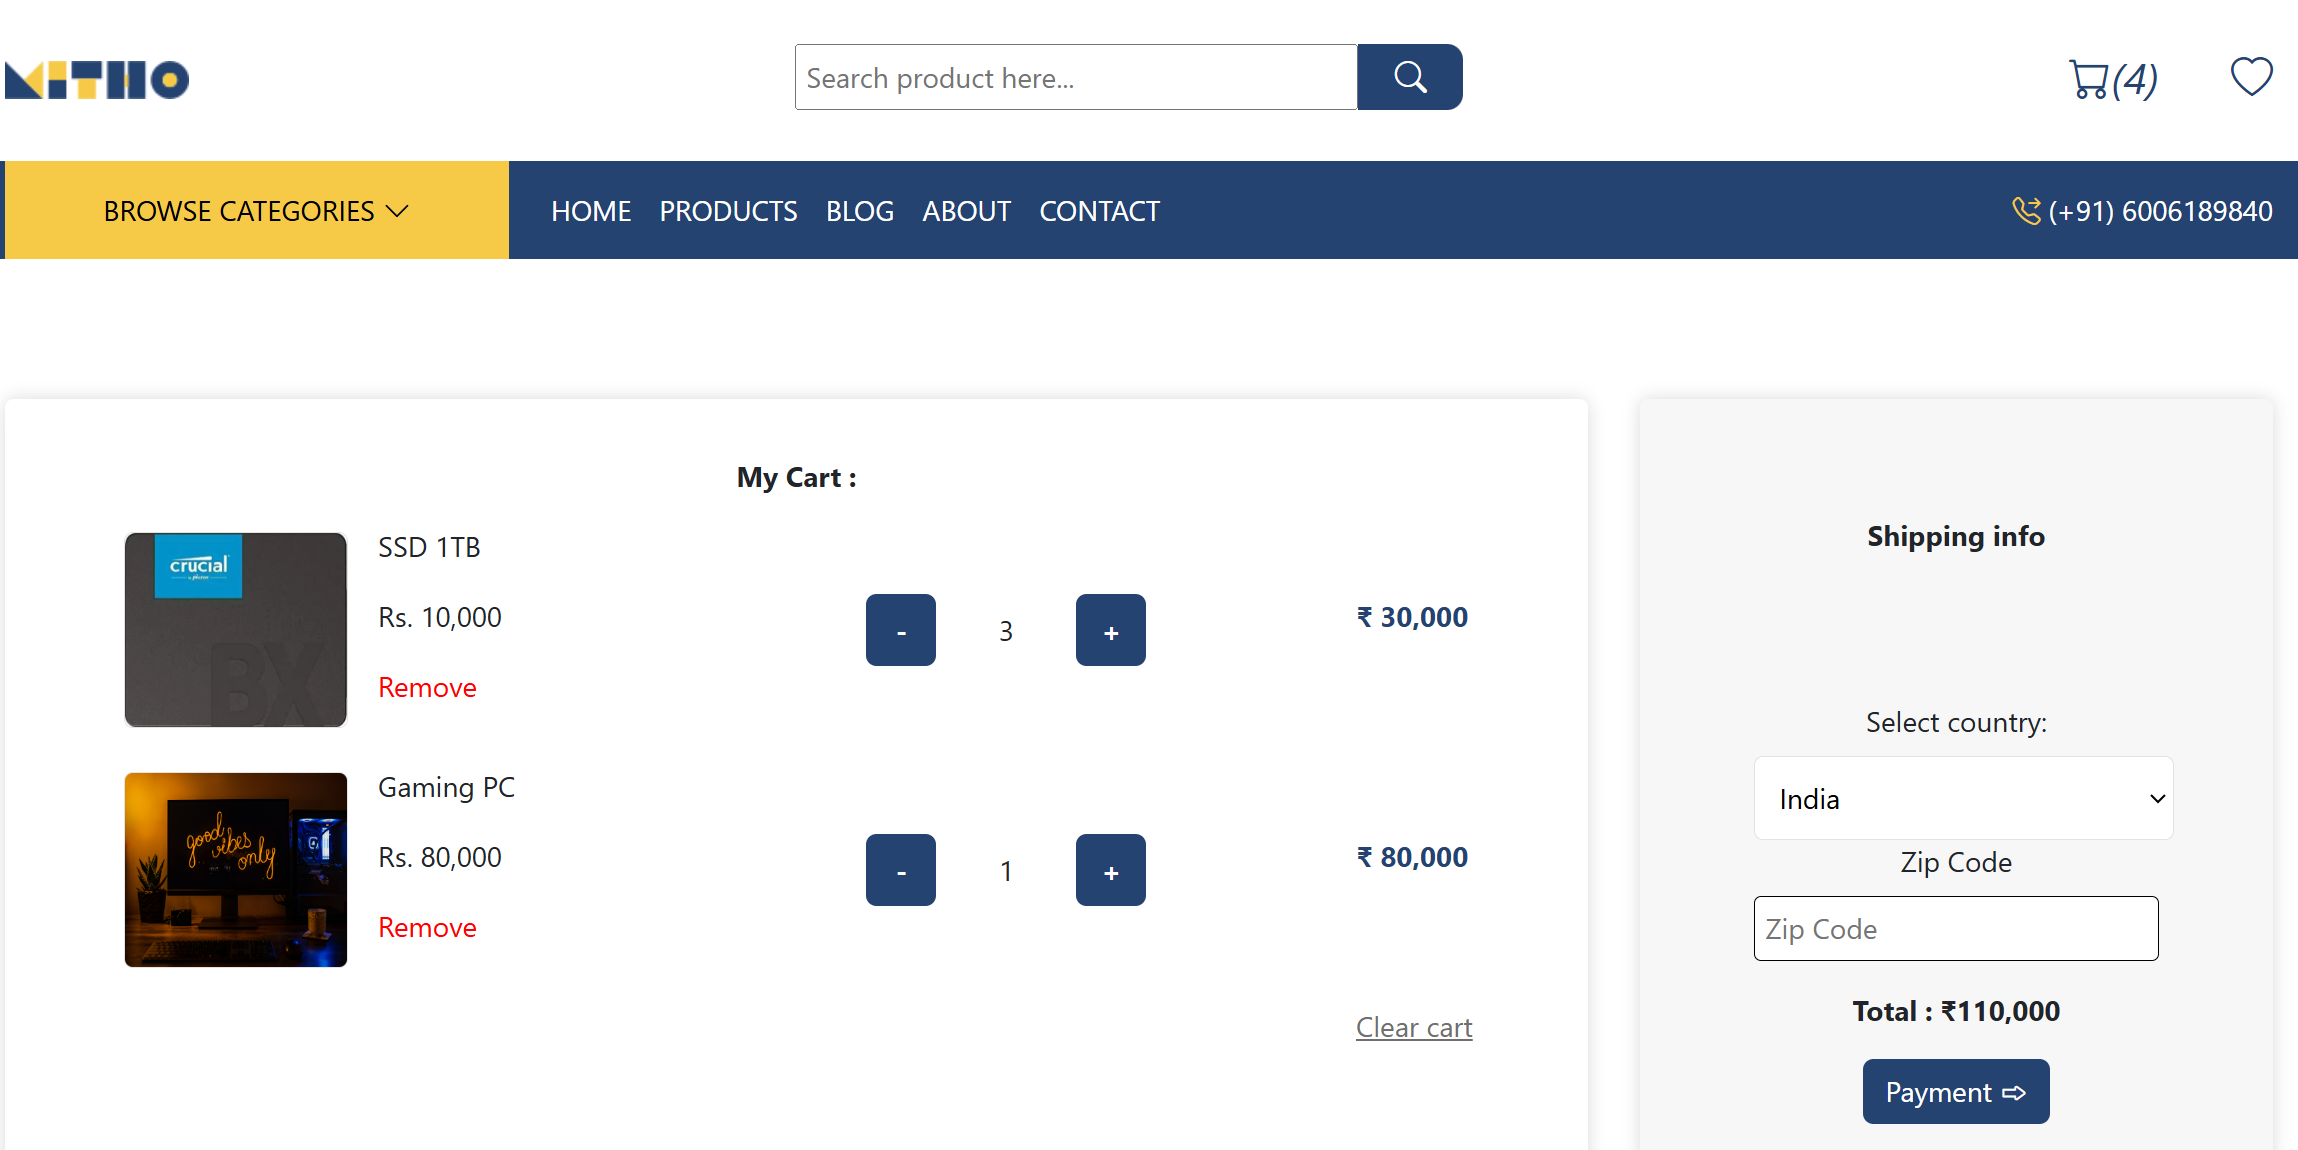 MITHO
Search product here...
(4)
BROWSE CATEGORIES
HOME PRODUCTS BLOG ABOUT CONTACT
(+91) 6006189840
My Cart :
crucial
BX
SSD 1TB
Rs. 10,000
Remove
- 3 +
₹ 30,000
good
vibes
only
Gaming PC
Rs. 80,000
Remove
- 1 +
₹ 80,000
Clear cart
Shipping info
Select country:
India
Zip Code
Zip Code
Total : ₹110,000
Payment ⇨